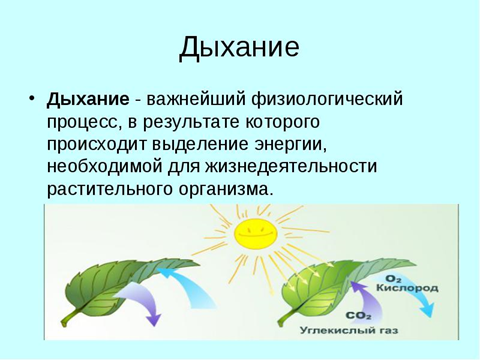 Дыхание
• Дыхание - важнейший физиологический
процесс, в результате которого
происходит выделение энергии,
необходимой для жизнедеятельности
растительного организма.
O₂
Кислород
CO₂
Углекислый газ